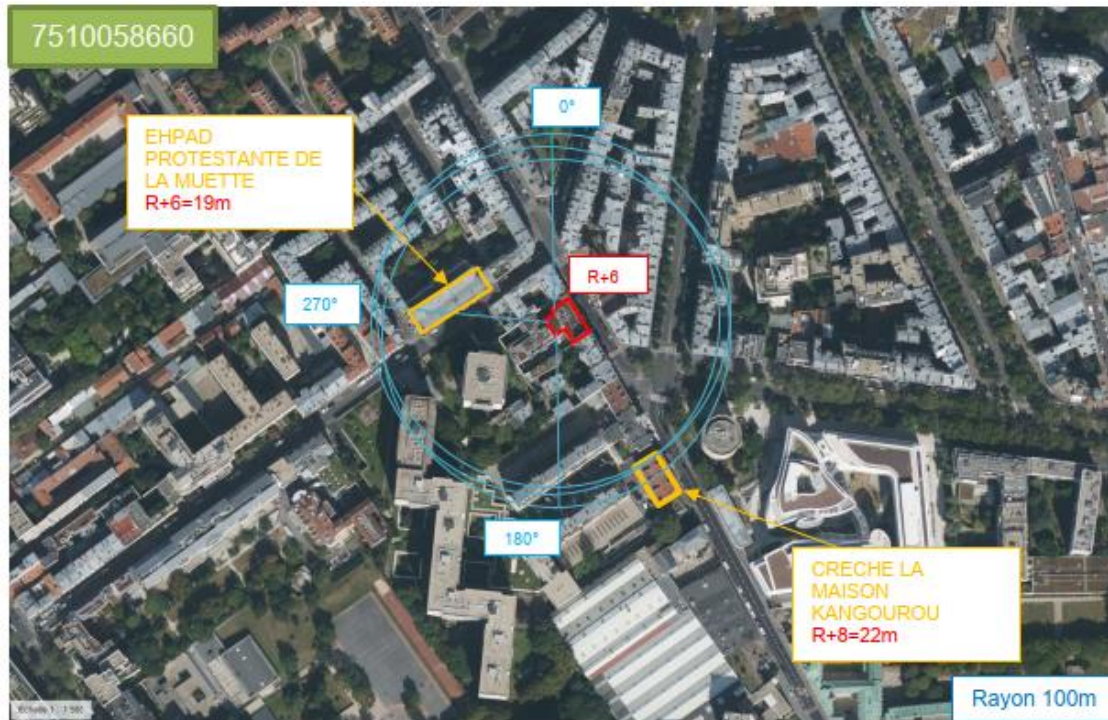 7510058660
0°
EHPAD
PROTESTANTE DE
LA MUETTE
R+6=19m
R+6
270°
180°
CRECHE LA
MAISON
KANGOUROU
R+8=22m
Rayon 100m